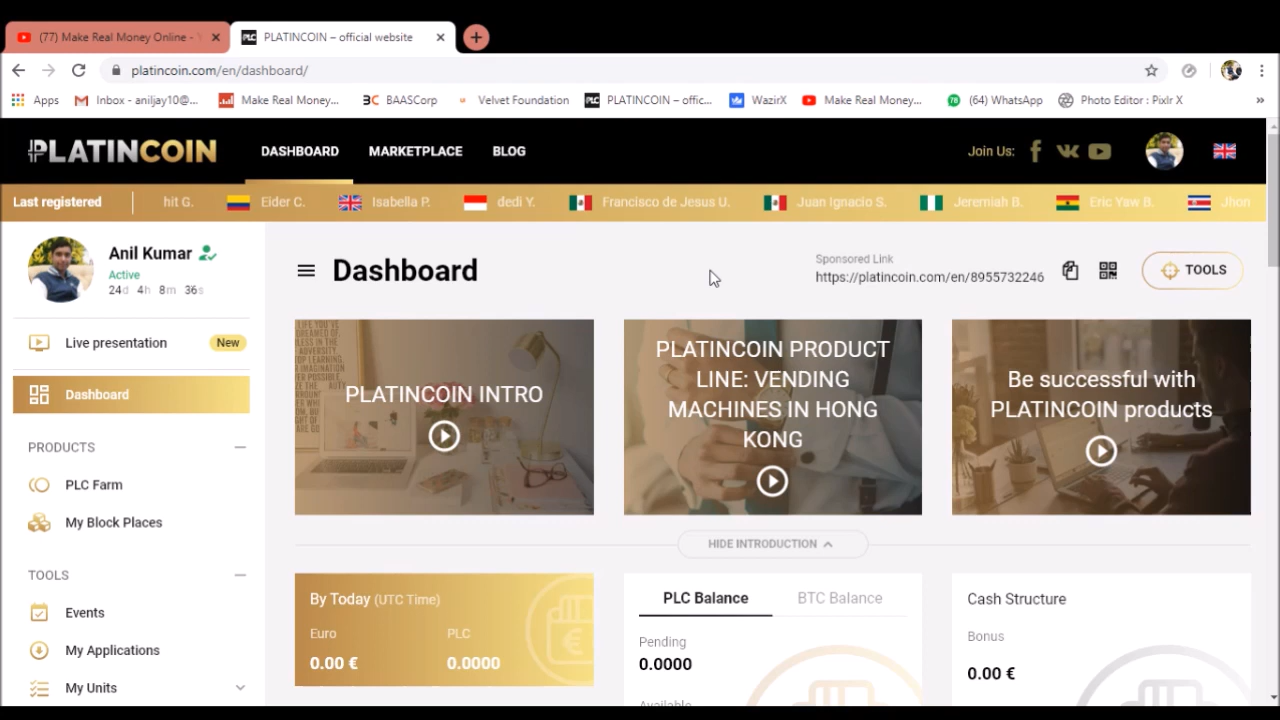 (77) Make Real Money Online -
PLATINCOIN – official website
platincoin.com/en/dashboard/
Apps
Inbox - aniljay10@...
Make Real Money...
BAASCorp
Velvet Foundation
PLATINCOIN – offic...
WazirX
Make Real Money...
(64) WhatsApp
Photo Editor : Pixlr X
»
PLATINCOIN
DASHBOARD
MARKETPLACE
BLOG
Join Us:
Last registered
hit G.
Eider C.
Isabella P.
dedi Y.
Francisco de Jesus U.
Juan Ignacio S.
Jeremiah B.
Eric Yaw B.
Jhon
Anil Kumar
Active
24d 4h 8m 36s
Live presentation
New
Dashboard
PRODUCTS
PLC Farm
My Block Places
TOOLS
Events
My Applications
My Units
Dashboard
Sponsored Link
https://platincoin.com/en/8955732246
TOOLS
PLATINCOIN INTRO
PLATINCOIN PRODUCT
LINE: VENDING
MACHINES IN HONG
KONG
Be successful with
PLATINCOIN products
HIDE INTRODUCTION
By Today (UTC Time)
Euro
PLC
0.00 €
0.0000
PLC Balance
BTC Balance
Pending
0.0000
Available
Cash Structure
Bonus
0.00 €